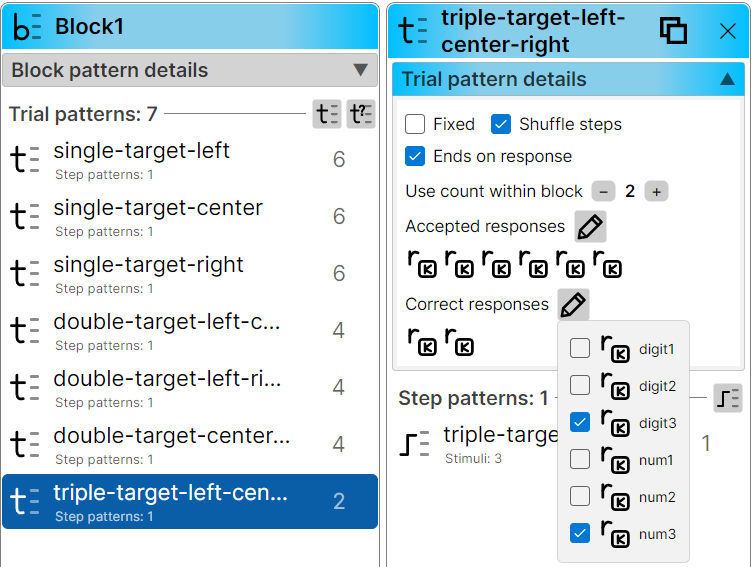 Block1
Block pattern details
Trial patterns: 7
single-target-left 6
Step patterns: 1
single-target-center 6
Step patterns: 1
single-target-right 6
Step patterns: 1
double-target-left-c... 4
Step patterns: 1
double-target-left-ri... 4
Step patterns: 1
double-target-center... 4
Step patterns: 1
triple-target-left-cen... 2
Step patterns: 1
triple-target-left-
center-right
Trial pattern details
Fixed Shuffle steps
Ends on response
Use count within block − 2 +
Accepted responses
Correct responses
digit1
digit2
digit3
num1
num2
num3
Step patterns: 1
triple-targe 1
Stimuli: 3